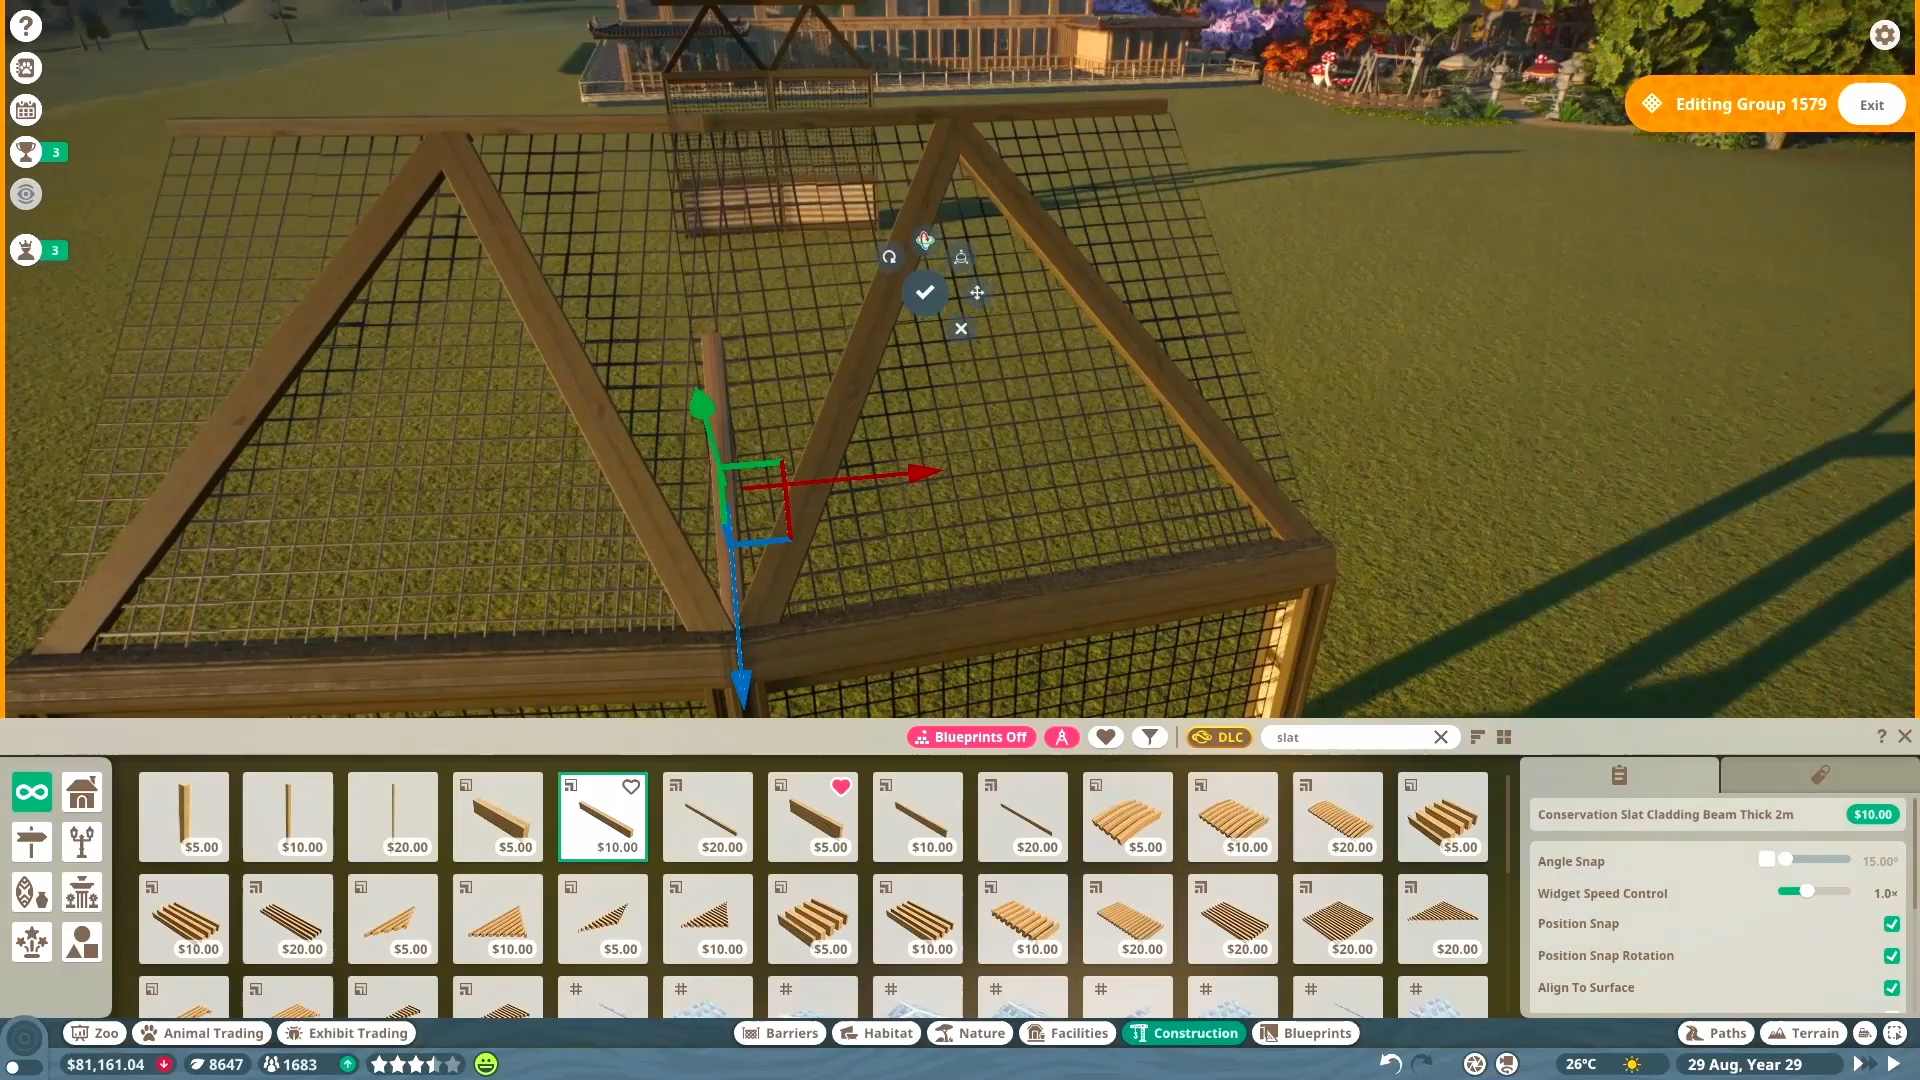 Editing Group 1579
Exit
3
3
Blueprints Off
DLC
slat
$5.00
$10.00
$20.00
$5.00
$10.00
$20.00
$5.00
$10.00
$20.00
$5.00
$10.00
$20.00
$5.00
$10.00
$20.00
$5.00
$10.00
$5.00
$10.00
$5.00
$10.00
$10.00
$20.00
$20.00
$20.00
$20.00
Conservation Slat Cladding Beam Thick 2m
$10.00
Angle Snap
15.00°
Widget Speed Control
1.0×
Position Snap
Position Snap Rotation
Align To Surface
Zoo
Animal Trading
Exhibit Trading
Barriers
Habitat
Nature
Facilities
Construction
Blueprints
Paths
Terrain
$81,161.04
8647
1683
26°C
29 Aug, Year 29